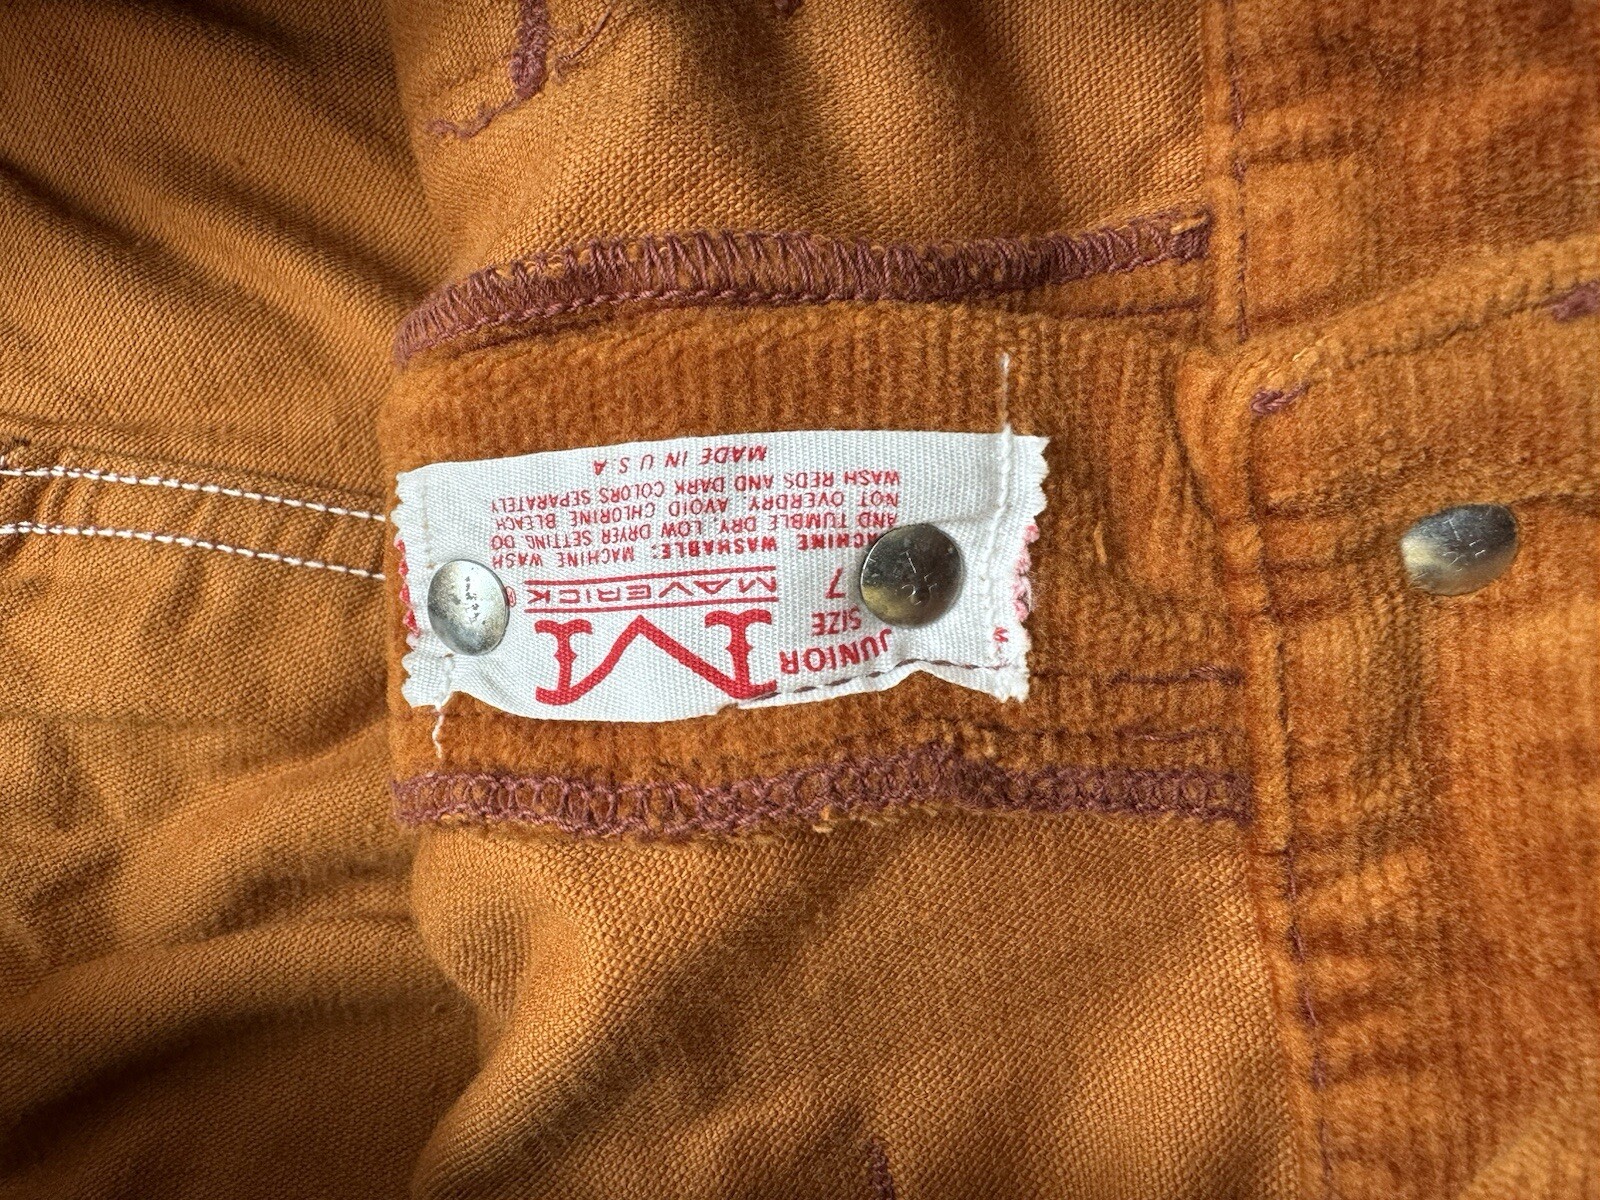 JUNIOR
SIZE
7
M
MAVERICK®
MACHINE WASHABLE: MACHINE WASH
AND TUMBLE DRY, LOW DRYER SETTING DO
NOT OVERDRY, AVOID CHLORINE BLEACH
WASH REDS AND DARK COLORS SEPARATELY
MADE IN U S A